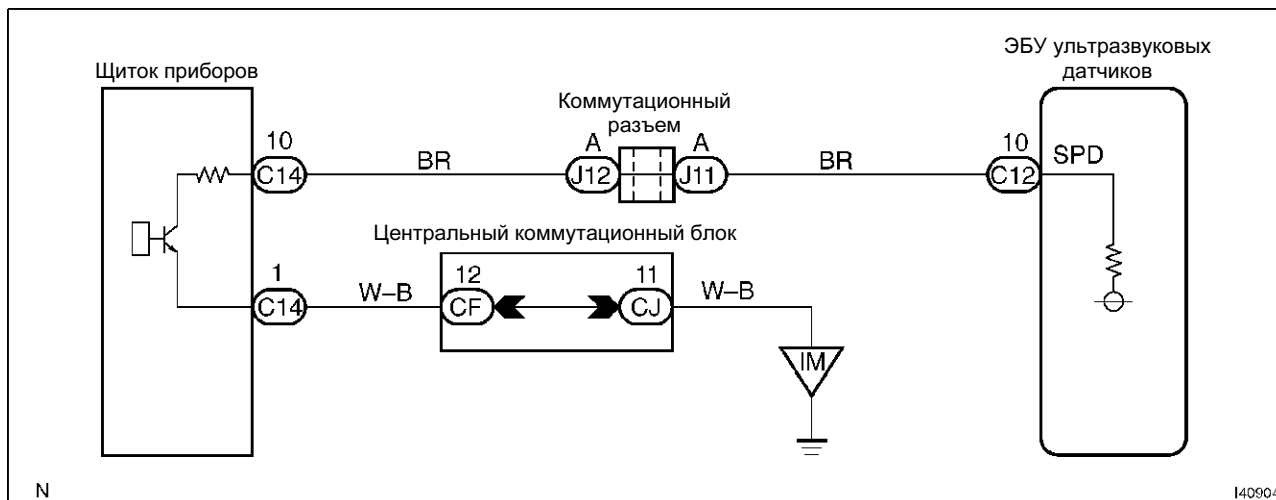 ЭБУ ультразвуковых
датчиков
Щиток приборов
Коммутационный
разъем
10
C14
BR
A
J12
A
J11
BR
10
C12
SPD
Центральный коммутационный блок
1
C14
W–B
12
CF
11
CJ
W–B
IM
N
I40904